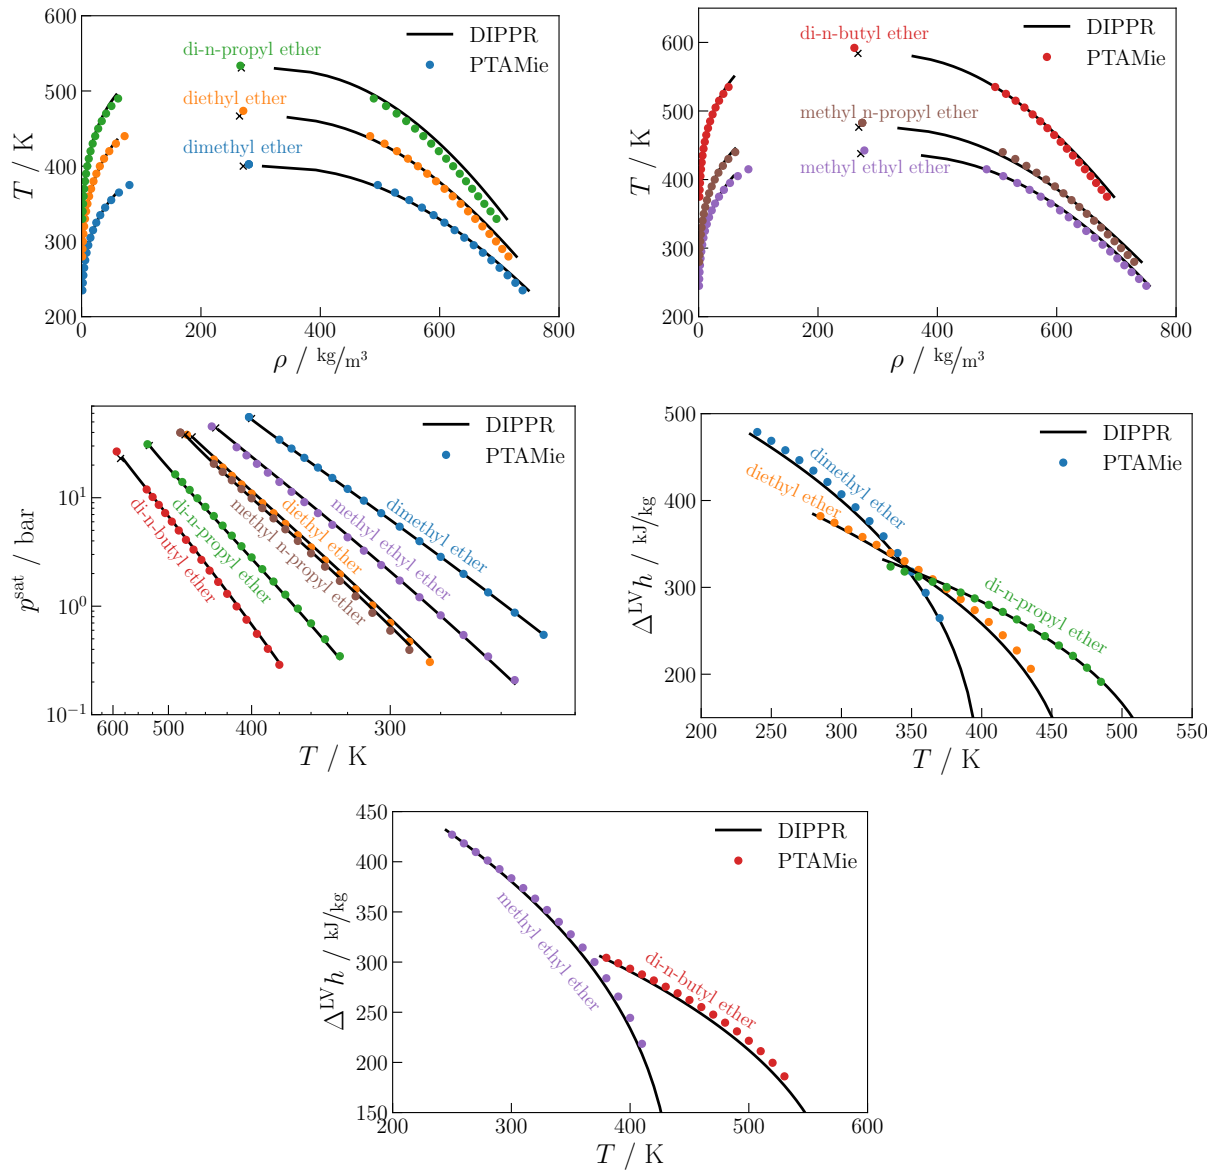 600
500
400
300
200
0
200
400
600
800
T / K
ρ / kg/m³
di-n-propyl ether
diethyl ether
dimethyl ether
DIPPR
PTAMie
600
500
400
300
200
0
200
400
600
800
T / K
ρ / kg/m³
di-n-butyl ether
methyl n-propyl ether
methyl ethyl ether
DIPPR
PTAMie
10¹
10⁰
10⁻¹
600
500
400
300
T / K
pˢᵃᵗ / bar
di-n-butyl ether
di-n-propyl ether
methyl n-propyl ether
diethyl ether
methyl ethyl ether
dimethyl ether
DIPPR
PTAMie
500
400
300
200
200
250
300
350
400
450
500
550
T / K
Δᴸⱽh / kJ/kg
dimethyl ether
diethyl ether
di-n-propyl ether
DIPPR
PTAMie
450
400
350
300
250
200
150
200
300
400
500
600
T / K
Δᴸⱽh / kJ/kg
methyl ethyl ether
di-n-butyl ether
DIPPR
PTAMie